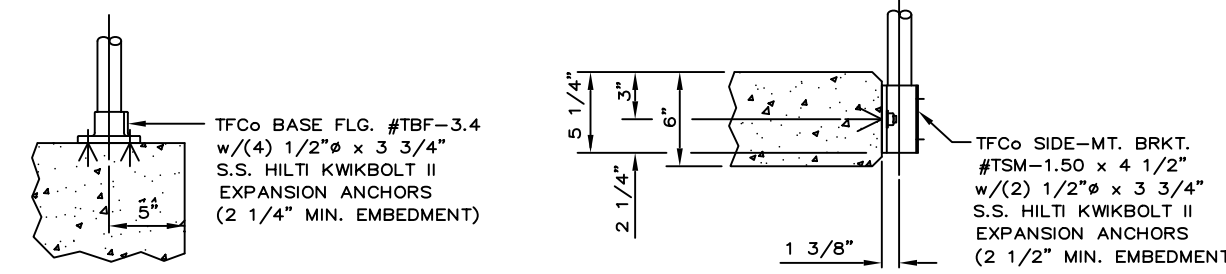 TFCo BASE FLG. #TBF-3.4
w/(4) 1/2"ø x 3 3/4"
S.S. HILTI KWIKBOLT II
EXPANSION ANCHORS
(2 1/4" MIN. EMBEDMENT)
5"
5 1/4"
3"
6"
2 1/4"
1 3/8"
TFCo SIDE-MT. BRKT.
#TSM-1.50 x 4 1/2"
w/(2) 1/2"ø x 3 3/4"
S.S. HILTI KWIKBOLT II
EXPANSION ANCHORS
(2 1/2" MIN. EMBEDMENT